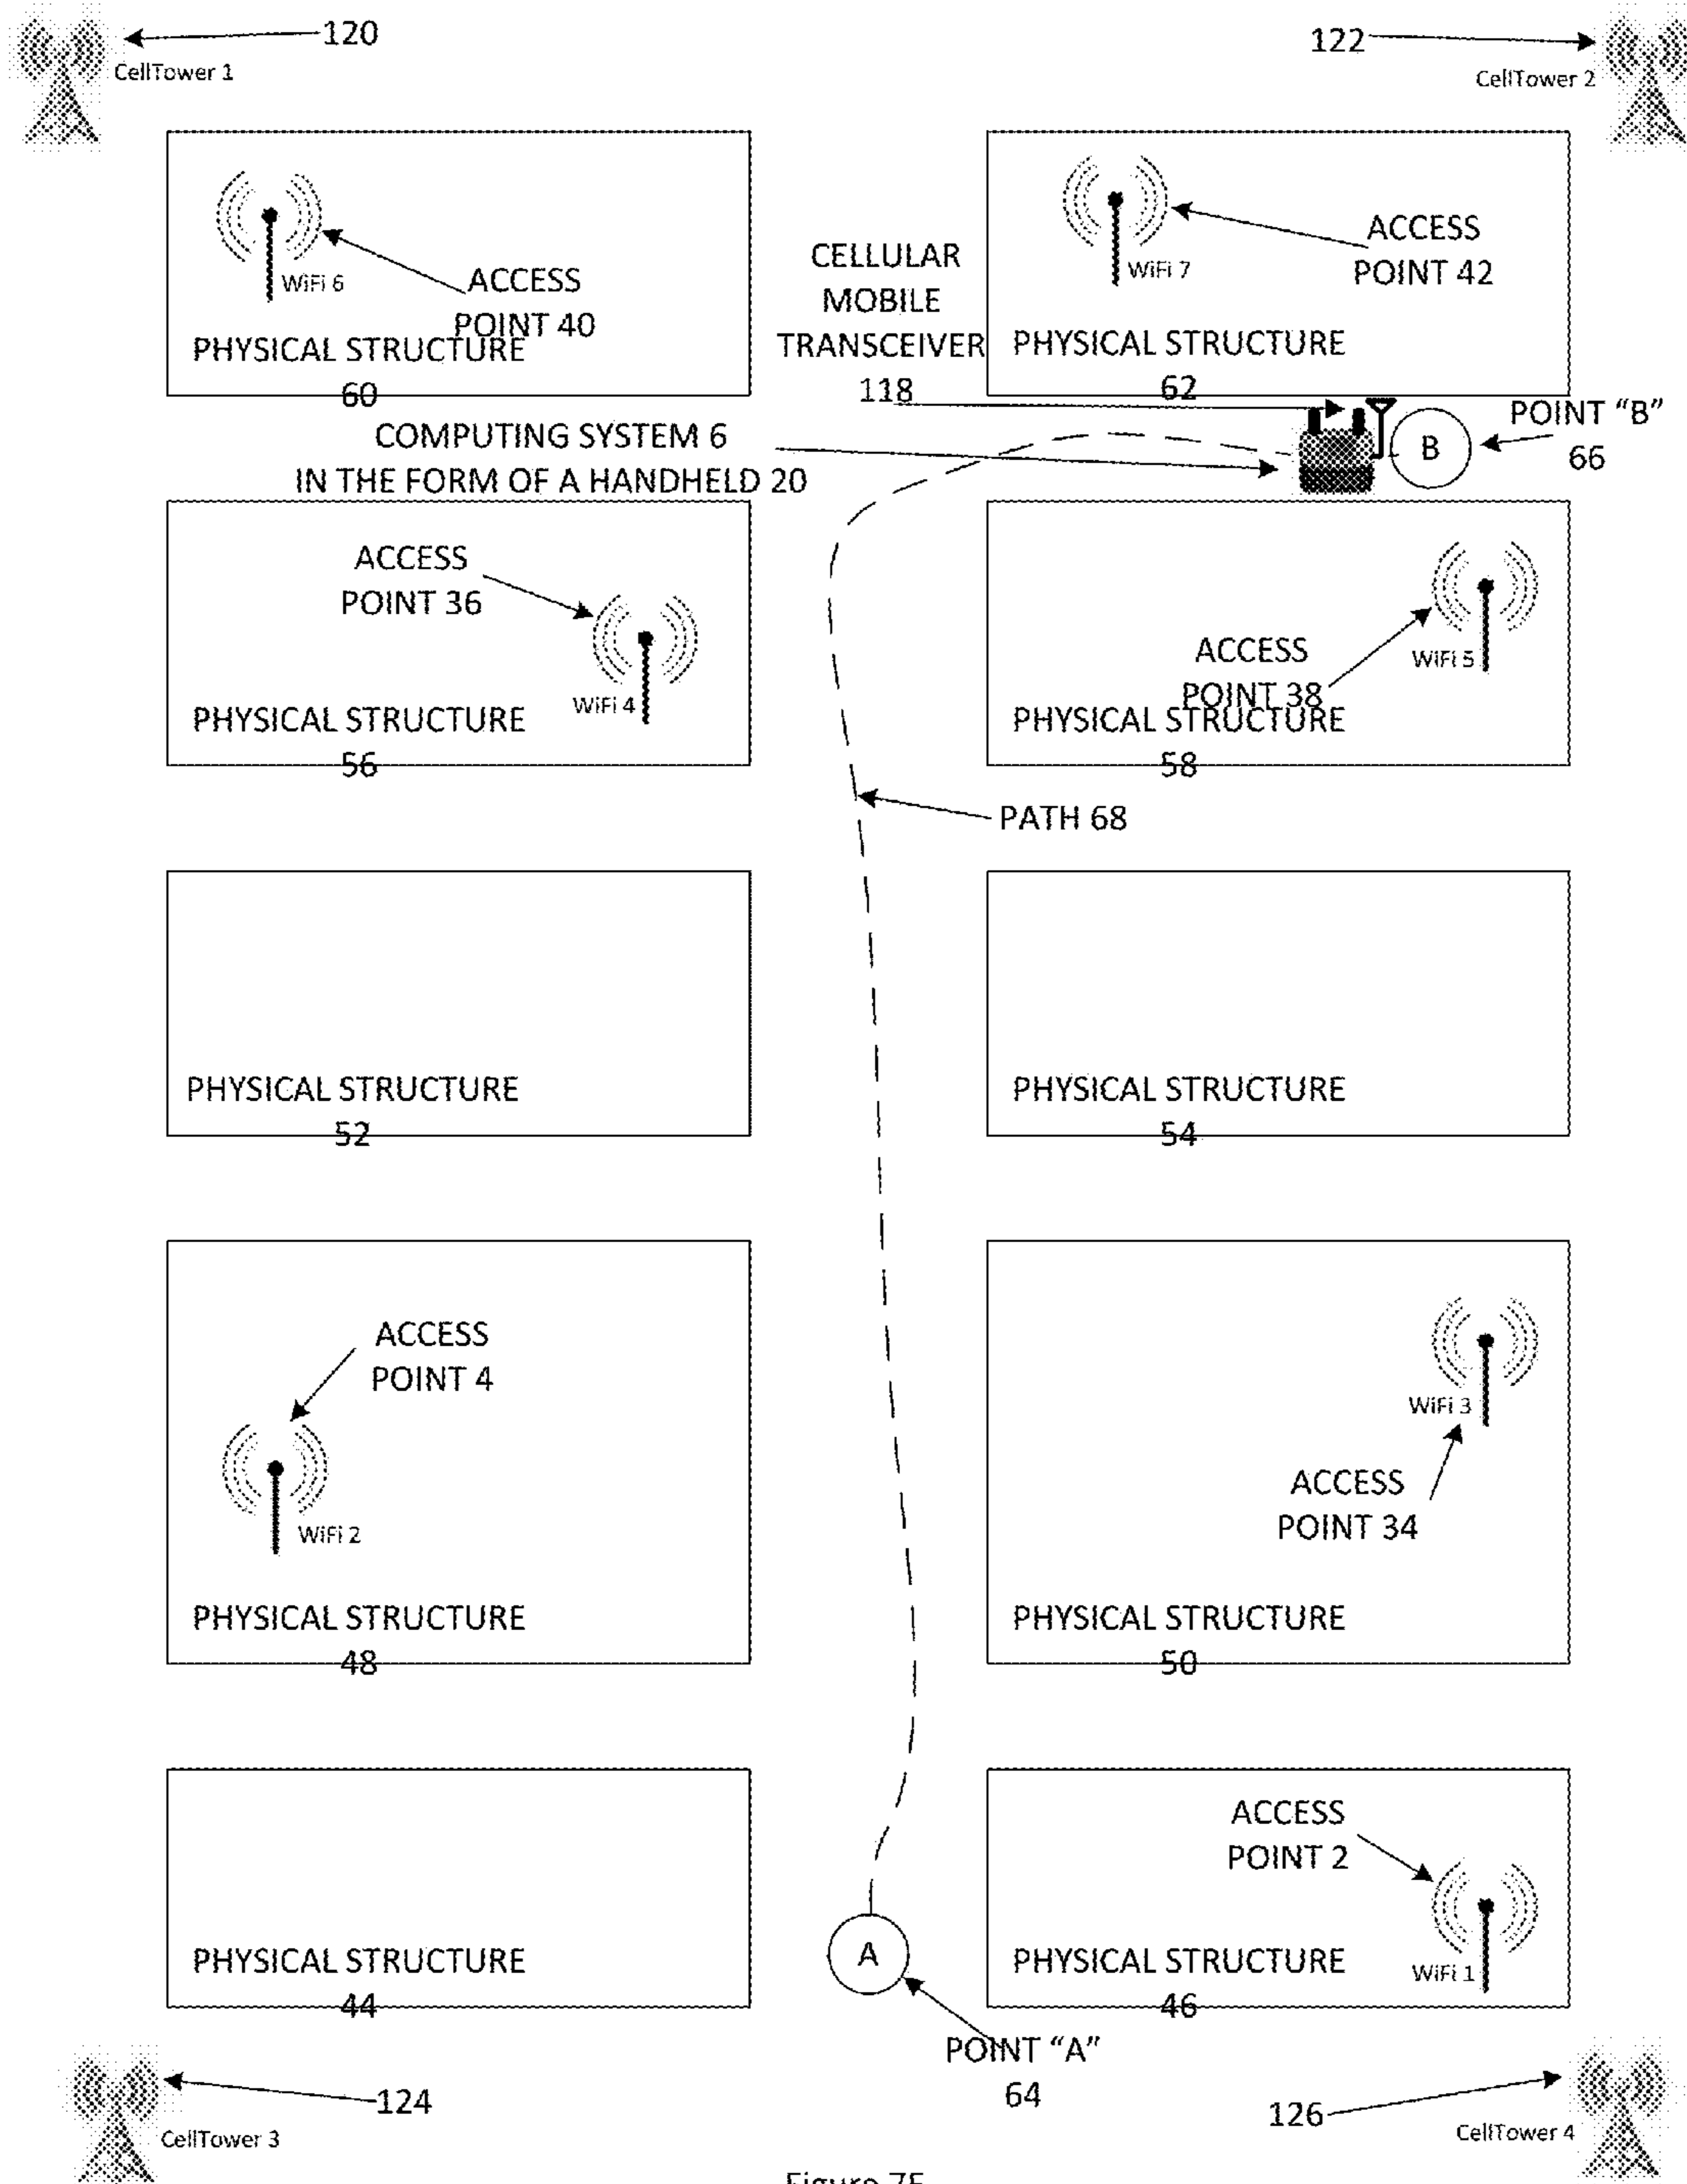 120
CellTower 1
122
CellTower 2
WiFi 6
ACCESS
POINT 40
PHYSICAL STRUCTURE
60
CELLULAR
MOBILE
TRANSCEIVER
118
WiFi 7
ACCESS
POINT 42
PHYSICAL STRUCTURE
62
COMPUTING SYSTEM 6
IN THE FORM OF A HANDHELD 20
B
POINT “B”
66
ACCESS
POINT 36
WiFi 4
PHYSICAL STRUCTURE
56
ACCESS
POINT 38
WiFi 5
PHYSICAL STRUCTURE
58
PATH 68
PHYSICAL STRUCTURE
52
PHYSICAL STRUCTURE
54
ACCESS
POINT 4
WiFi 2
PHYSICAL STRUCTURE
48
WiFi 3
ACCESS
POINT 34
PHYSICAL STRUCTURE
50
PHYSICAL STRUCTURE
44
A
POINT “A”
64
ACCESS
POINT 2
WiFi 1
PHYSICAL STRUCTURE
46
124
CellTower 3
126
CellTower 4
Figure